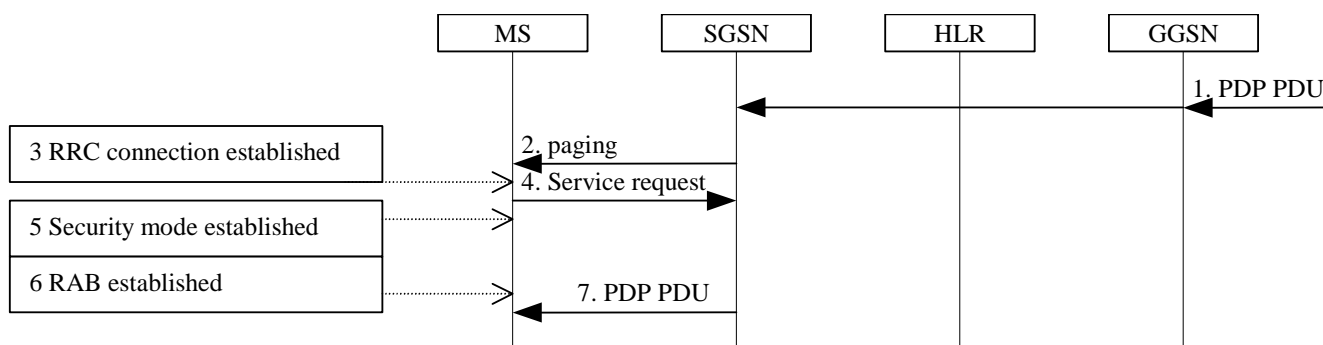 MS
SGSN
HLR
GGSN
1. PDP PDU
3 RRC connection established
2. paging
4. Service request
5 Security mode established
6 RAB established
7. PDP PDU